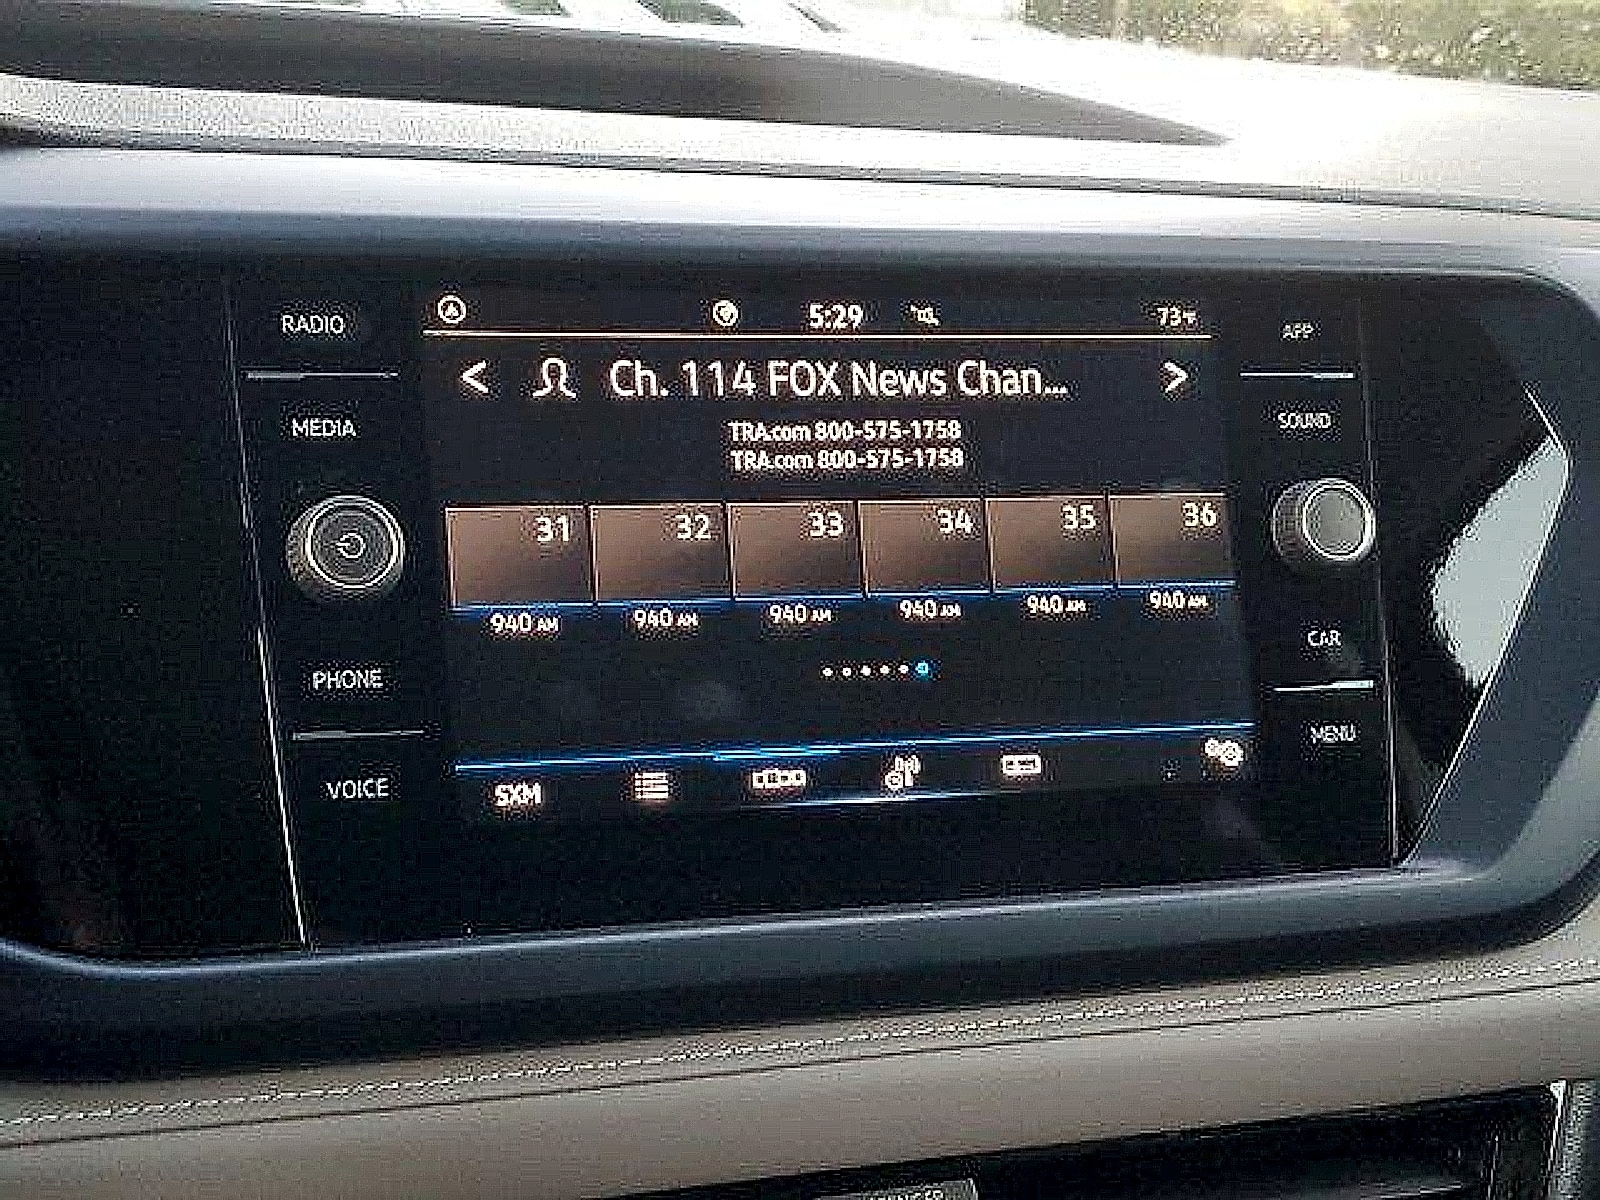 RADIO
MEDIA
PHONE
VOICE
5:29
73°F
< Ch. 114 FOX News Chan... >
TRA.com 800-575-1758
TRA.com 800-575-1758
31 32 33 34 35 36
940 AM 940 AM 940 AM 940 AM 940 AM 940 AM
SXM
APP
SOUND
CAR
MENU